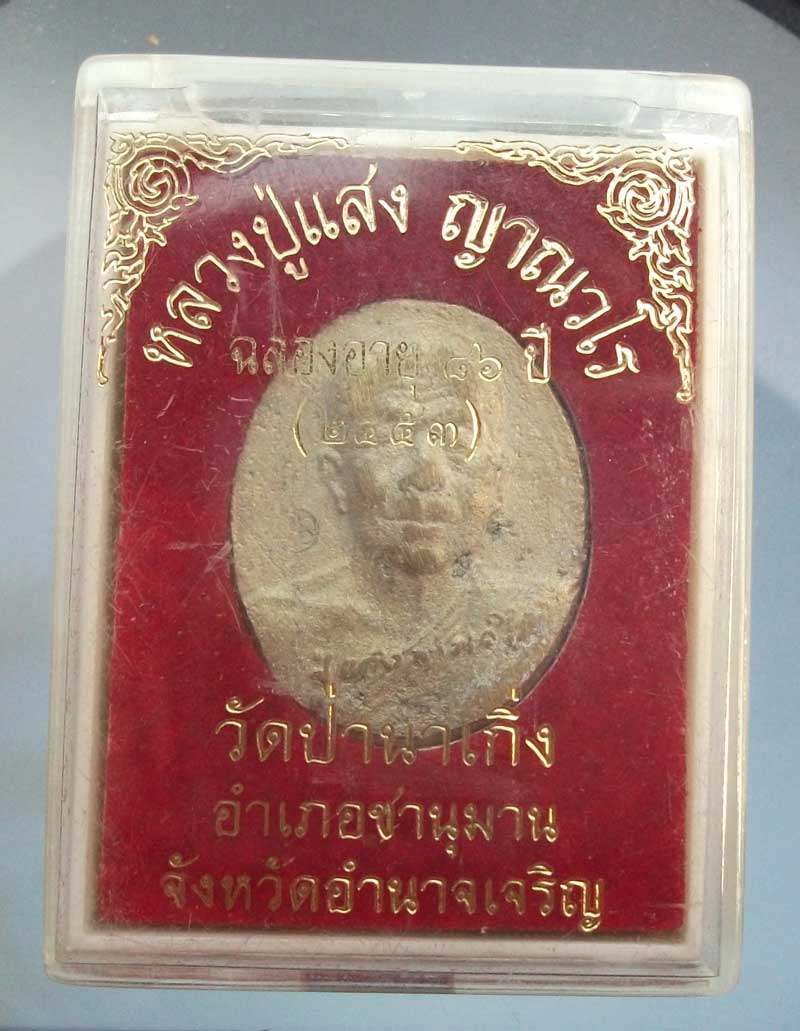 หลวงปู่แสง ญาณวโร
ฉลองอายุ ๘๖ ปี
(๒๕๕๓)
วัดป่านาเกิ่ง
อำเภอชานุมาน
จังหวัดอำนาจเจริญ